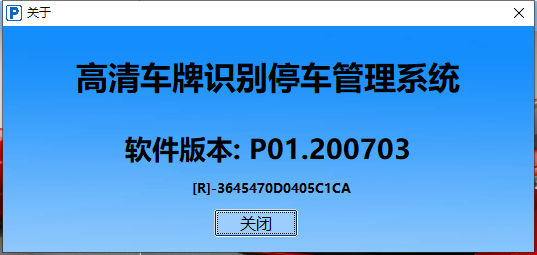 P 关于
高清车牌识别停车管理系统
软件版本: P01.200703
[R]-3645470D0405C1CA
关闭